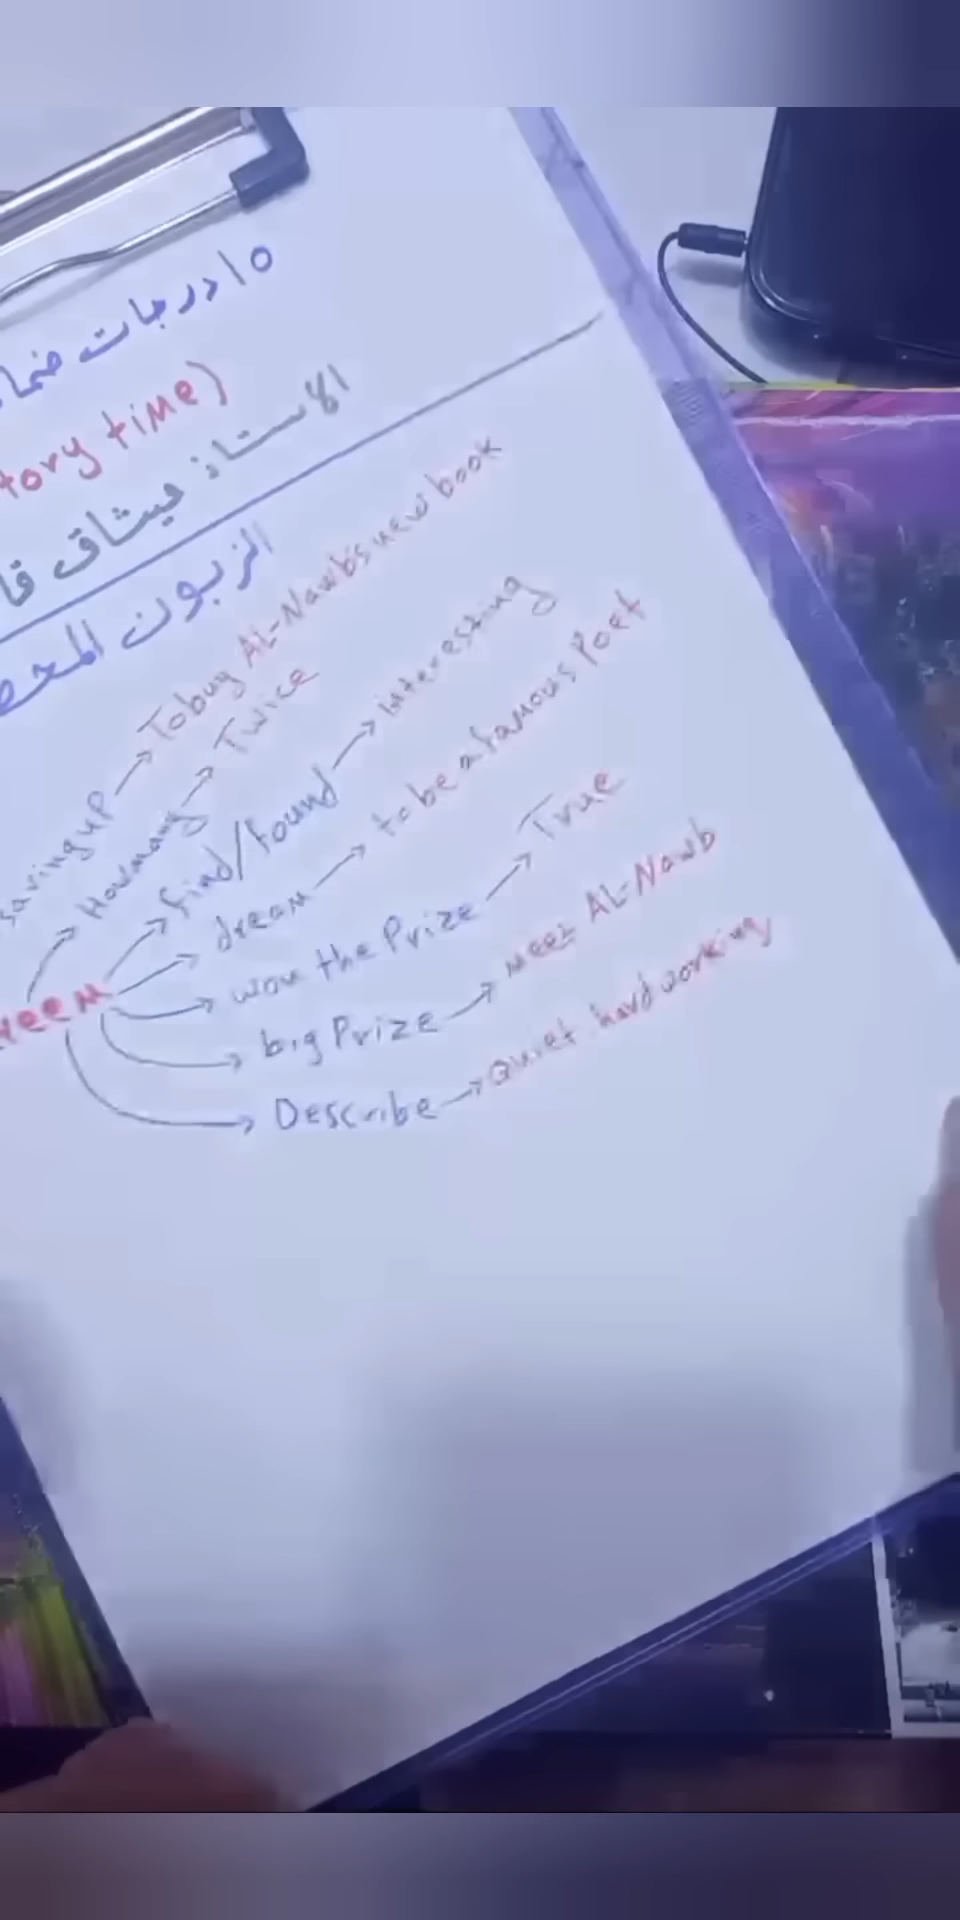 ١٥ درجات
tory time)
الاستاذ ميثاق فا
الزبون
saving up → To buy AL-Nawb's new book
How many → Twice
find/found → interesting
dream → to be a famous Poet
won the Prize → True
big Prize → meet AL-Nawb
Describe → Quiet, hard working
reem